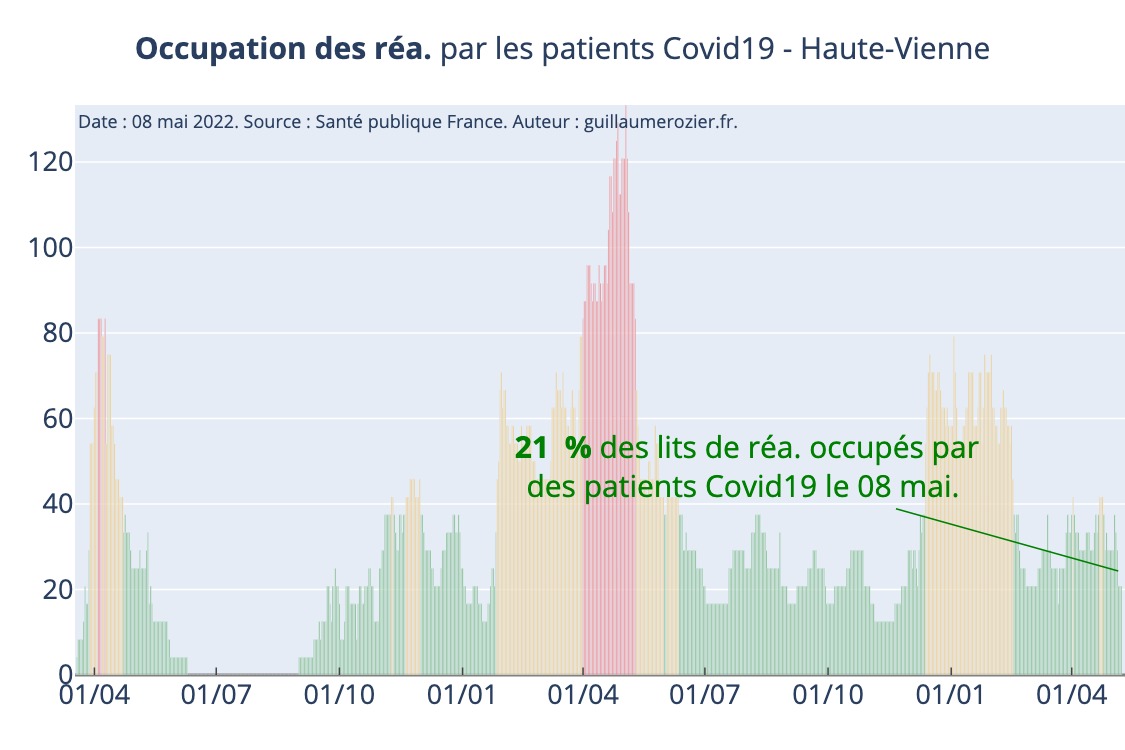 Occupation des réa. par les patients Covid19 - Haute-Vienne
Date : 08 mai 2022. Source : Santé publique France. Auteur : guillaumerozier.fr.
120
100
80
60
40
20
0
21 % des lits de réa. occupés par
des patients Covid19 le 08 mai.
01/04 01/07 01/10 01/01 01/04 01/07 01/10 01/01 01/04